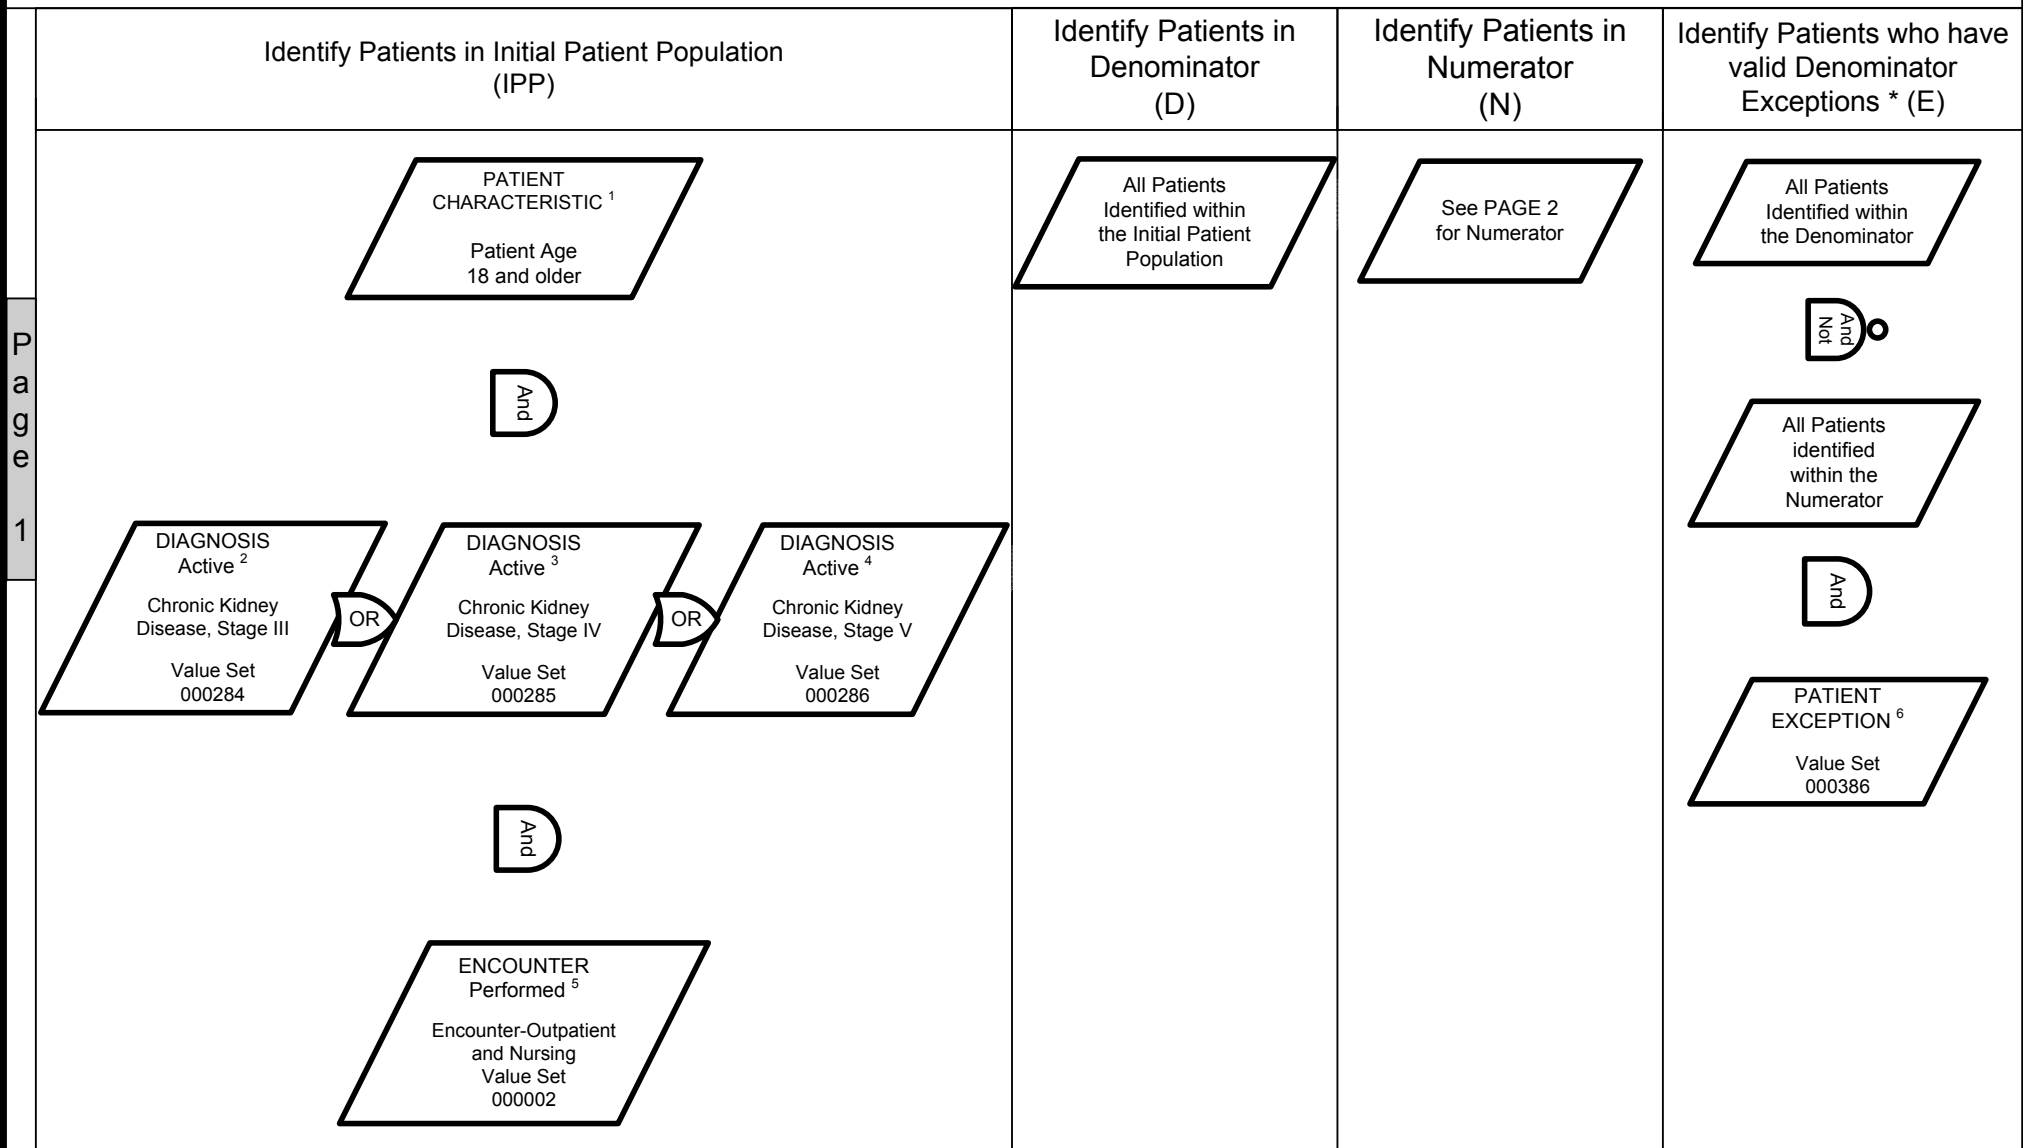 Identify Patients in Initial Patient Population
(IPP)
Identify Patients in
Denominator
(D)
Identify Patients in
Numerator
(N)
Identify Patients who have
valid Denominator
Exceptions * (E)
Page 1
PATIENT
CHARACTERISTIC 1
Patient Age
18 and older
And
DIAGNOSIS
Active 2
Chronic Kidney
Disease, Stage III
Value Set
000284
OR
DIAGNOSIS
Active 3
Chronic Kidney
Disease, Stage IV
Value Set
000285
OR
DIAGNOSIS
Active 4
Chronic Kidney
Disease, Stage V
Value Set
000286
And
ENCOUNTER
Performed 5
Encounter-Outpatient
and Nursing
Value Set
000002
All Patients
Identified within
the Initial Patient
Population
See PAGE 2
for Numerator
All Patients
Identified within
the Denominator
And
Not
All Patients
identified
within the
Numerator
And
PATIENT
EXCEPTION 6
Value Set
000386